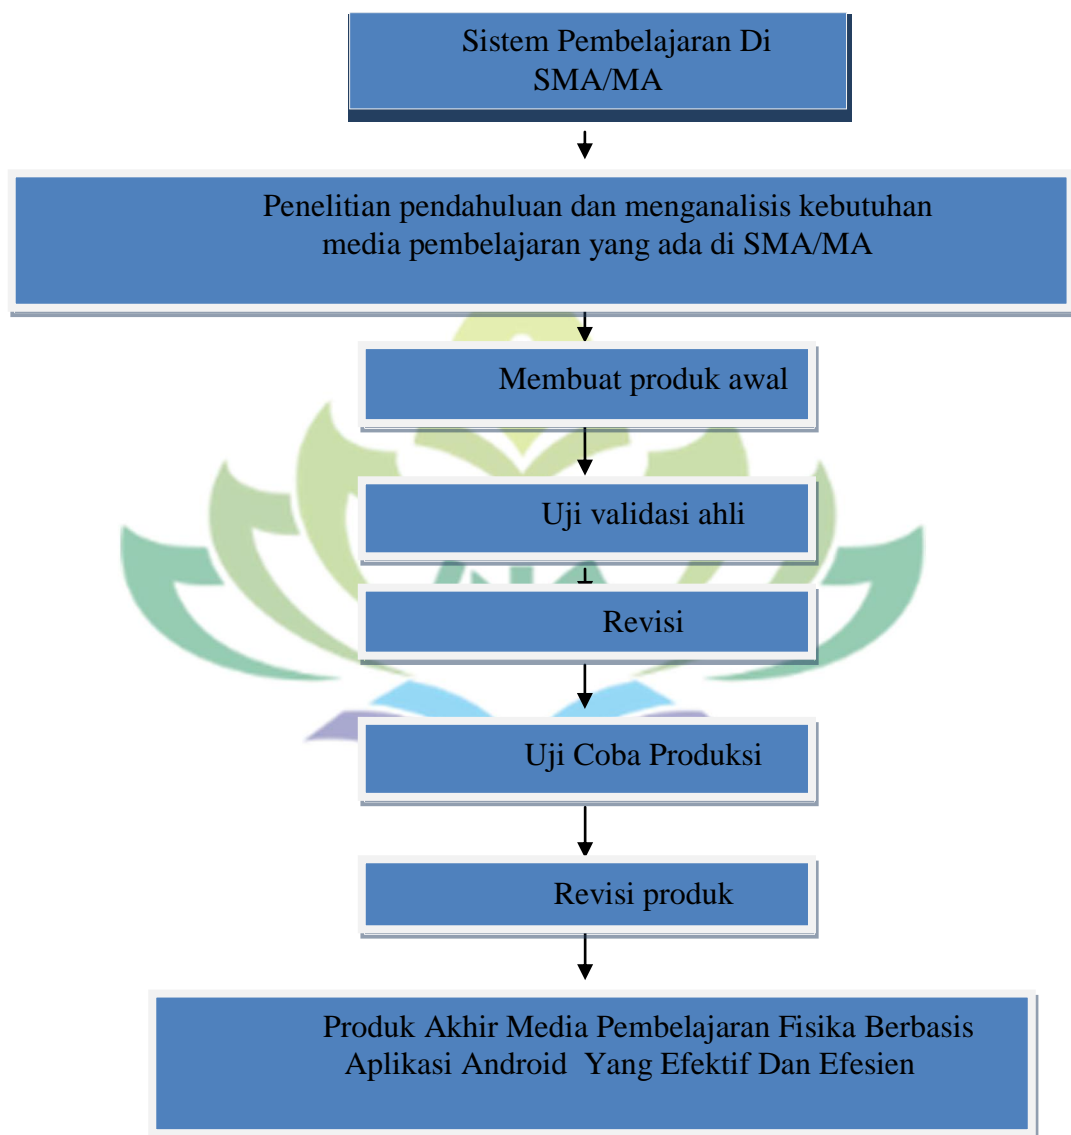 Sistem Pembelajaran Di
SMA/MA
Penelitian pendahuluan dan menganalisis kebutuhan
media pembelajaran yang ada di SMA/MA
Membuat produk awal
Uji validasi ahli
Revisi
Uji Coba Produksi
Revisi produk
Produk Akhir Media Pembelajaran Fisika Berbasis
Aplikasi Android Yang Efektif Dan Efesien